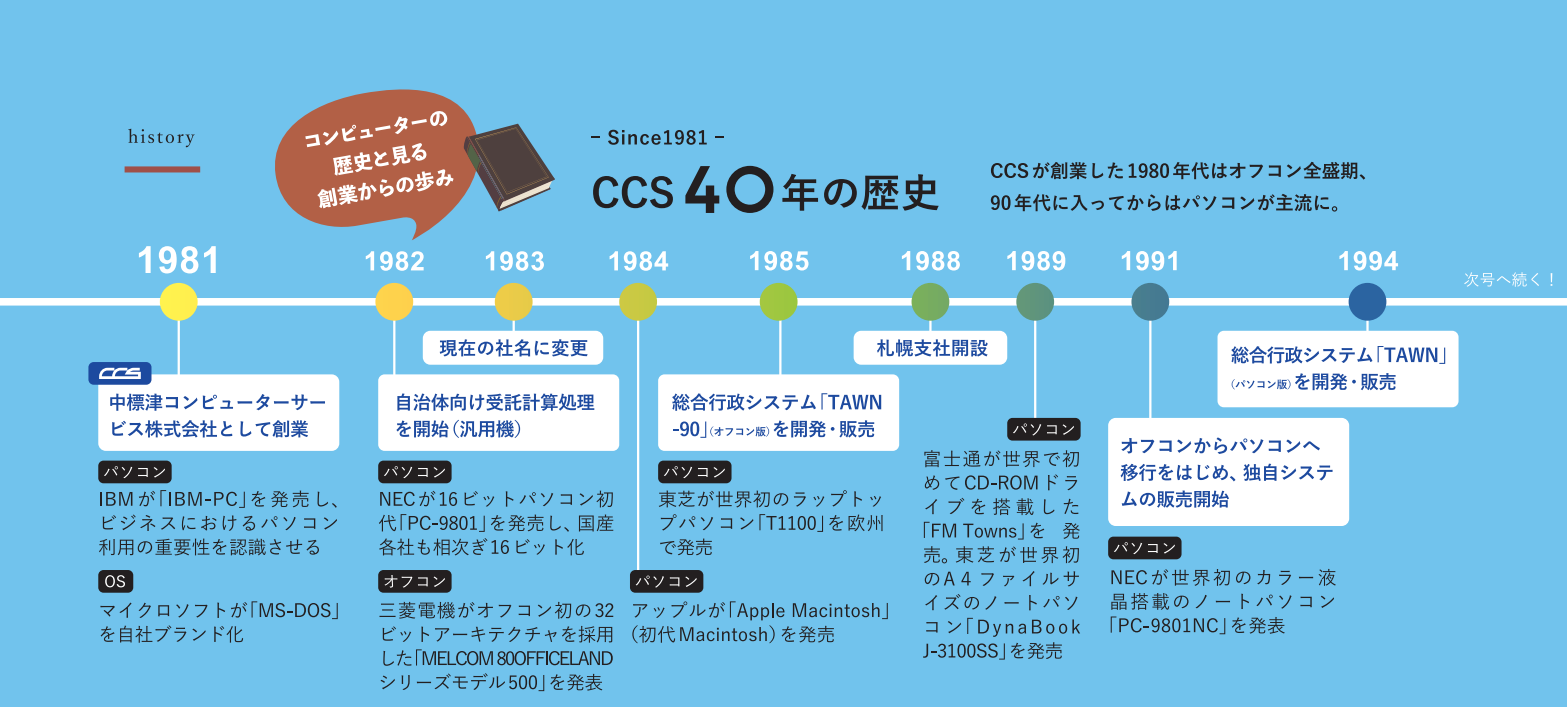 history
コンピューターの
歴史と見る
創業からの歩み
– Since1981 –
CCS 40年の歴史
CCSが創業した1980年代はオフコン全盛期、
90年代に入ってからはパソコンが主流に。
1981
1982
1983
1984
1985
1988
1989
1991
1994
次号へ続く！
CCS
中標津コンピューターサー
ビス株式会社として創業
パソコン
IBMが「IBM-PC」を発売し、
ビジネスにおけるパソコン
利用の重要性を認識させる
OS
マイクロソフトが「MS-DOS」
を自社ブランド化
自治体向け受託計算処理
を開始（汎用機）
パソコン
NECが16ビットパソコン初
代「PC-9801」を発売し、国産
各社も相次ぎ16ビット化
オフコン
三菱電機がオフコン初の32
ビットアーキテクチャを採用
した「MELCOM 80OFFICELAND
シリーズモデル500」を発表
現在の社名に変更
パソコン
アップルが「Apple Macintosh」
（初代Macintosh）を発売
総合行政システム「TAWN
-90」（オフコン版）を開発・販売
パソコン
東芝が世界初のラップトッ
プパソコン「T1100」を欧州
で発売
札幌支社開設
パソコン
富士通が世界で初
めてCD-ROMドラ
イブを搭載した
「FM Towns」を 発
売。東芝が世界初
のA4ファイルサ
イズのノートパソ
コン「DynaBook
J-3100SS」を発売
オフコンからパソコンへ
移行をはじめ、独自システ
ムの販売開始
パソコン
NECが世界初のカラー液
晶搭載のノートパソコン
「PC-9801NC」を発表
総合行政システム「TAWN」
（パソコン版）を開発・販売